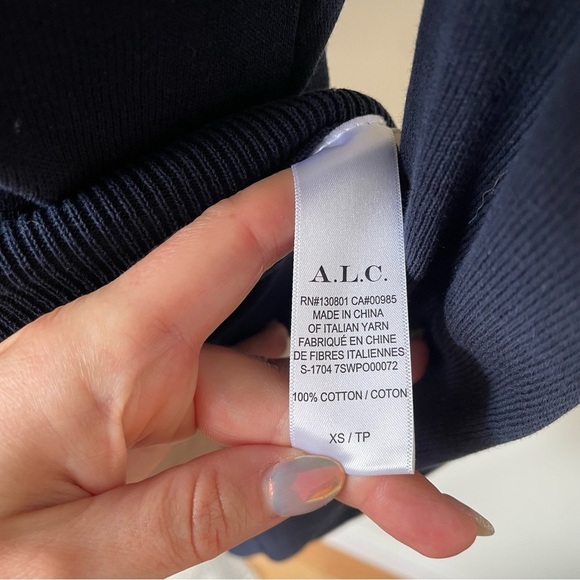 A.L.C.
RN#130801 CA#00985
MADE IN CHINA
OF ITALIAN YARN
FABRIQUÉ EN CHINE
DE FIBRES ITALIENNES
S-1704 7SWPO00072
100% COTTON / COTON
XS / TP